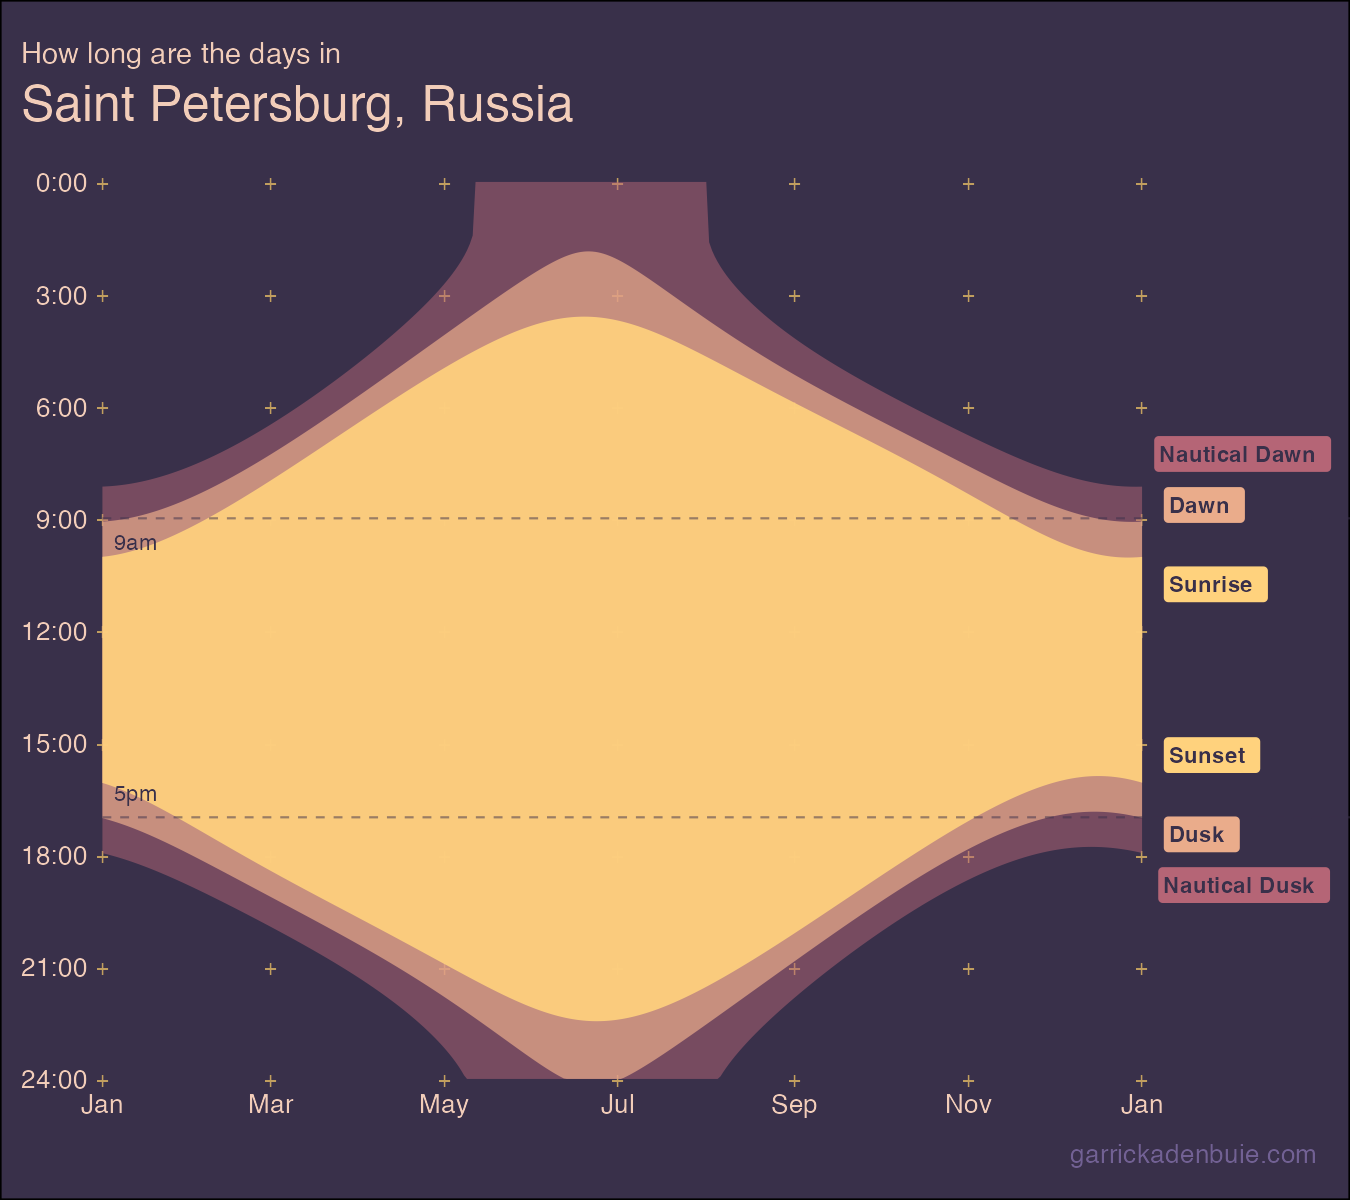 How long are the days in
Saint Petersburg, Russia
0:00
3:00
6:00
Nautical Dawn
Dawn
9:00
9am
Sunrise
12:00
15:00
Sunset
5pm
Dusk
18:00
Nautical Dusk
21:00
24:00
Jan Mar May Jul Sep Nov Jan
garrickadenbuie.com